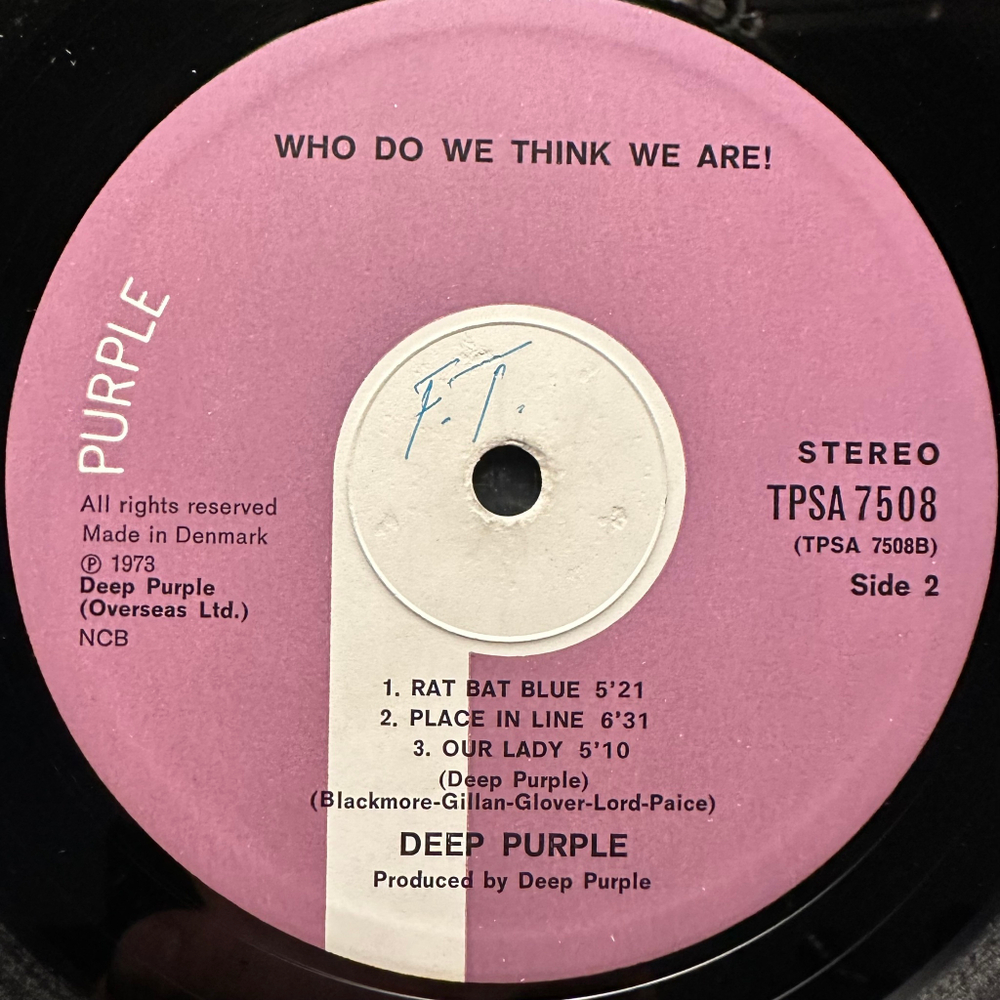 WHO DO WE THINK WE ARE!
PURPLE
F.T.
All rights reserved
Made in Denmark
℗ 1973
Deep Purple
(Overseas Ltd.)
NCB
STEREO
TPSA 7508
(TPSA 7508B)
Side 2
1. RAT BAT BLUE 5'21
2. PLACE IN LINE 6'31
3. OUR LADY 5'10
(Deep Purple)
(Blackmore-Gillan-Glover-Lord-Paice)
DEEP PURPLE
Produced by Deep Purple